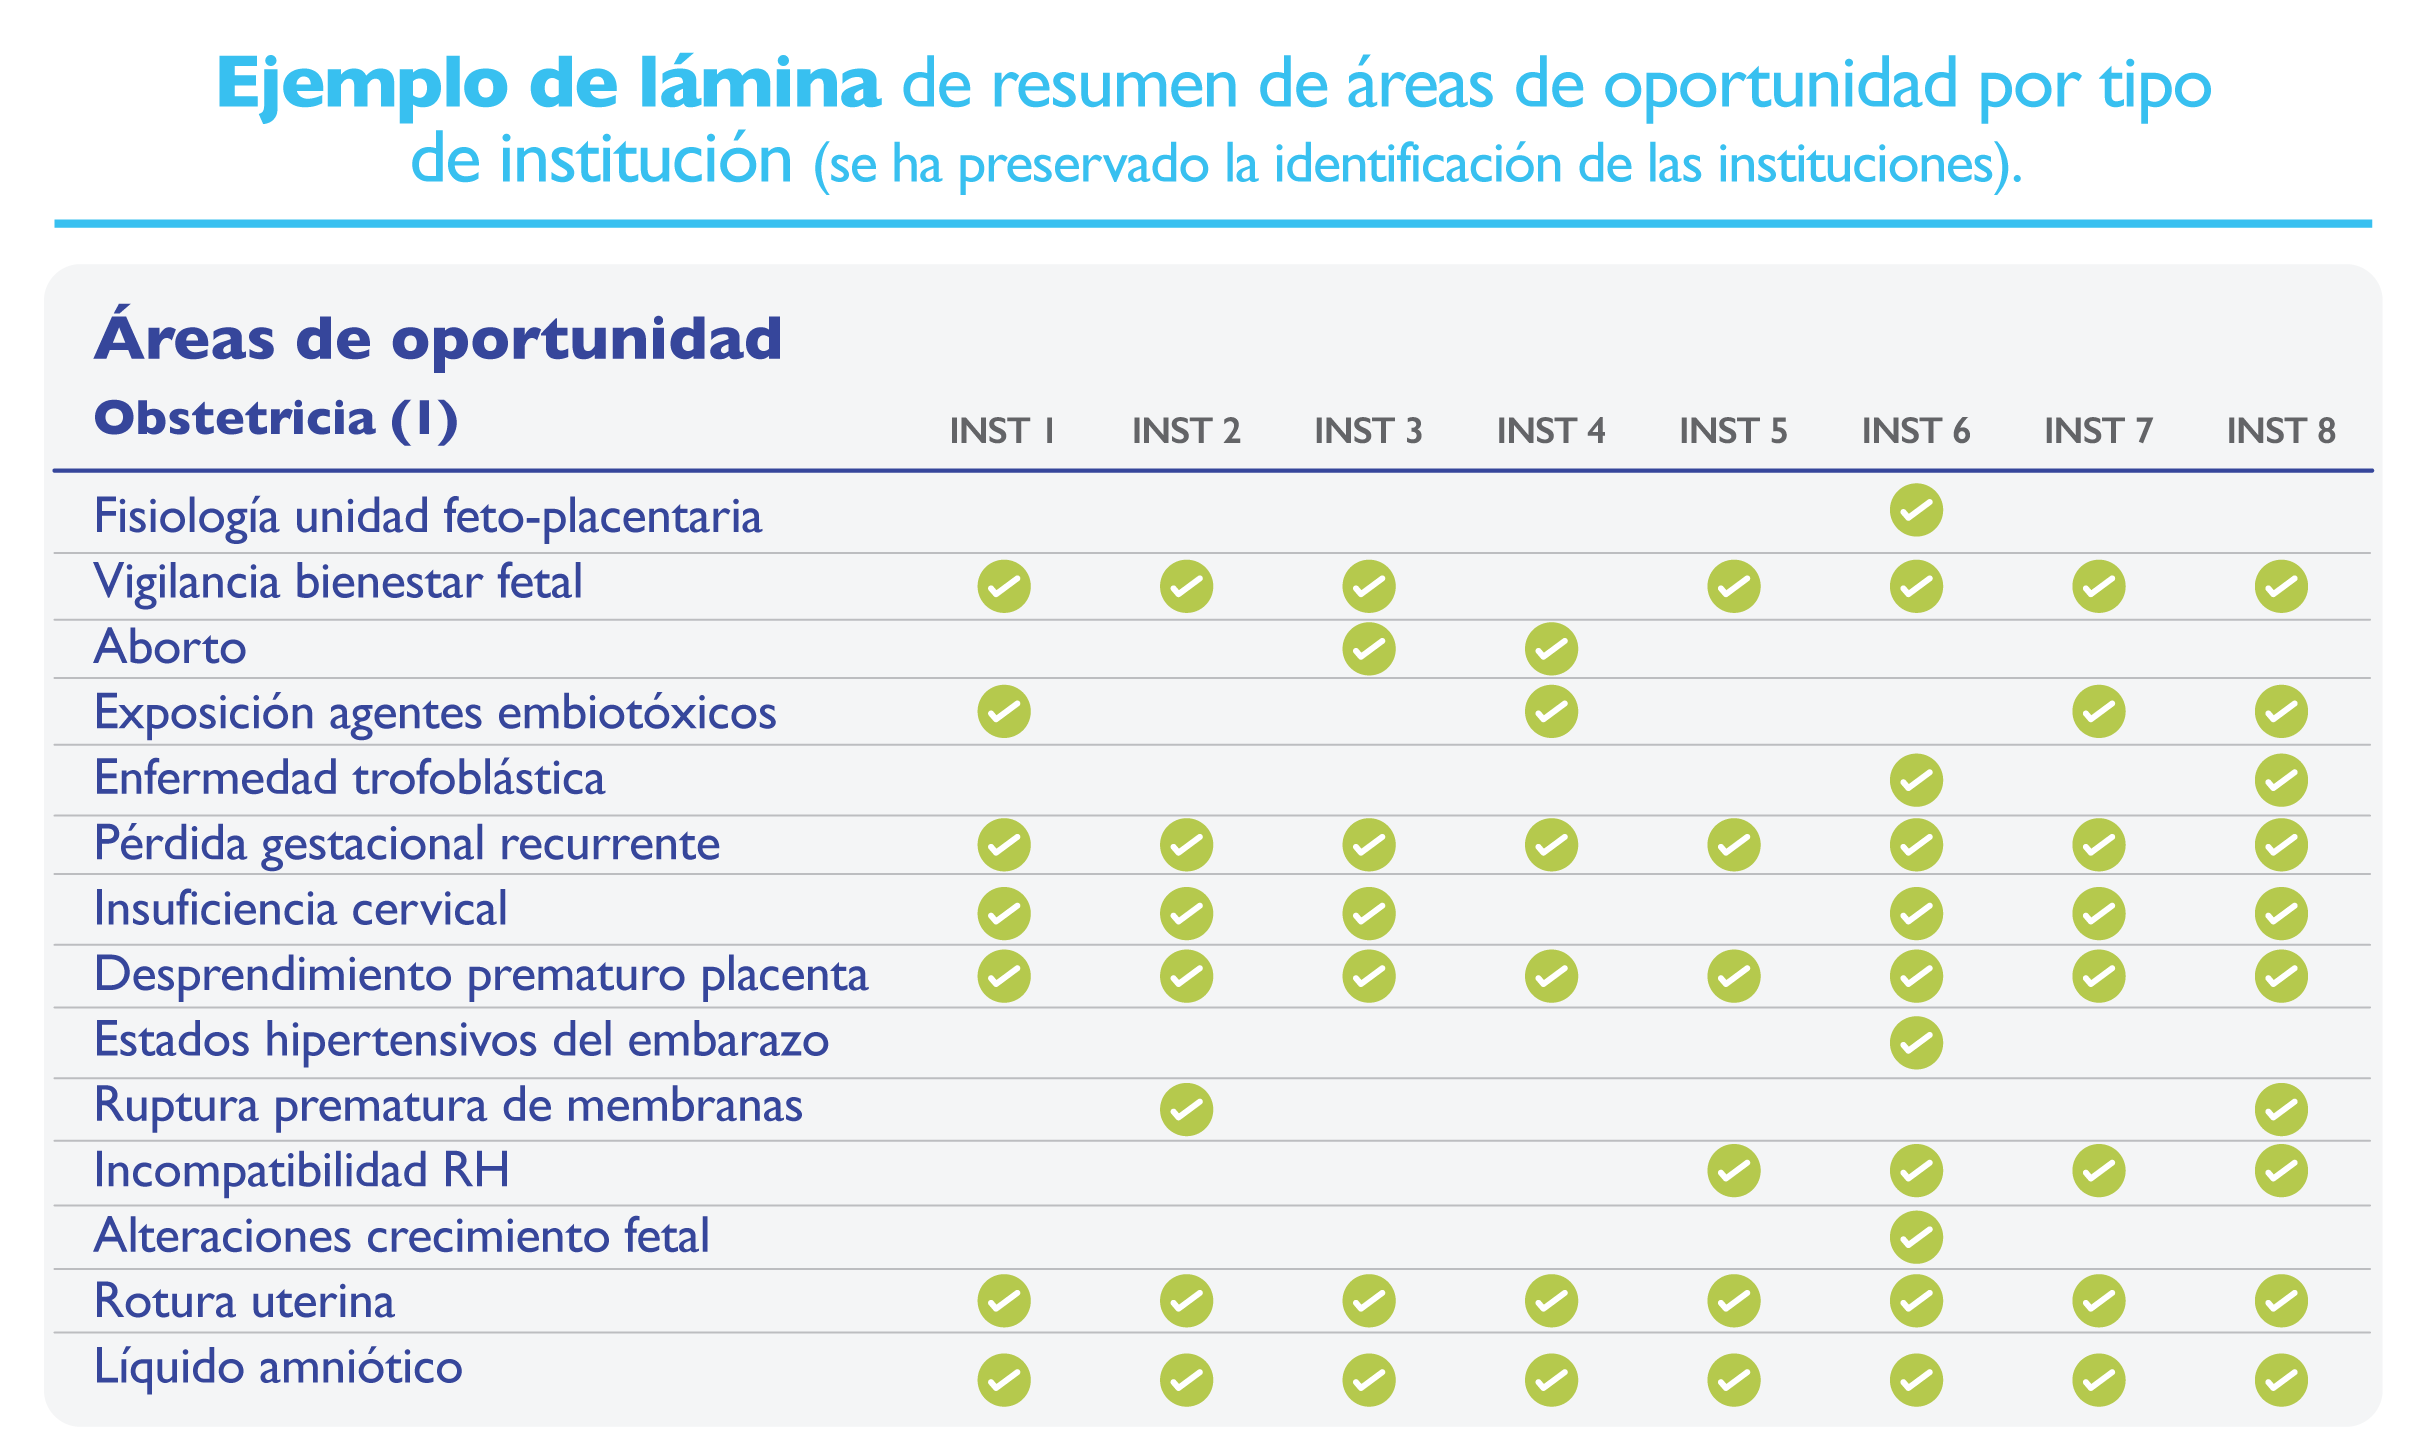 Ejemplo de lámina de resumen de áreas de oportunidad por tipo
de institución (se ha preservado la identificación de las instituciones).
Áreas de oportunidad
Obstetricia (1) INST 1 INST 2 INST 3 INST 4 INST 5 INST 6 INST 7 INST 8
Fisiología unidad feto-placentaria
Vigilancia bienestar fetal
Aborto
Exposición agentes embiotóxicos
Enfermedad trofoblástica
Pérdida gestacional recurrente
Insuficiencia cervical
Desprendimiento prematuro placenta
Estados hipertensivos del embarazo
Ruptura prematura de membranas
Incompatibilidad RH
Alteraciones crecimiento fetal
Rotura uterina
Líquido amniótico